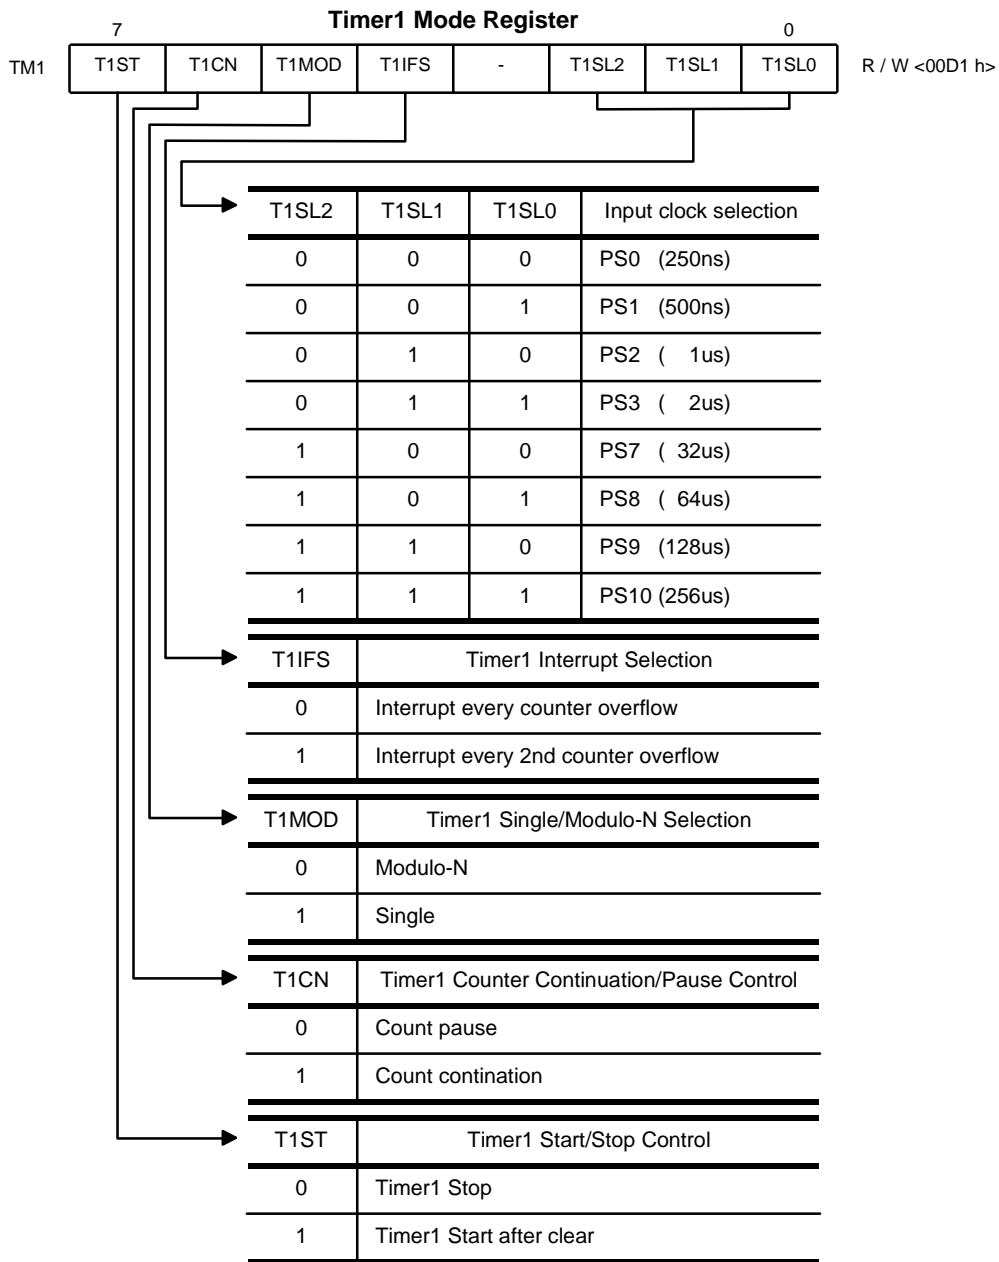 Timer1 Mode Register
7 0
TM1 T1ST T1CN T1MOD T1IFS - T1SL2 T1SL1 T1SL0 R / W <00D1 h>
T1SL2 T1SL1 T1SL0 Input clock selection
0 0 0 PS0 (250ns)
0 0 1 PS1 (500ns)
0 1 0 PS2 ( 1us)
0 1 1 PS3 ( 2us)
1 0 0 PS7 ( 32us)
1 0 1 PS8 ( 64us)
1 1 0 PS9 (128us)
1 1 1 PS10 (256us)
T1IFS Timer1 Interrupt Selection
0 Interrupt every counter overflow
1 Interrupt every 2nd counter overflow
T1MOD Timer1 Single/Modulo-N Selection
0 Modulo-N
1 Single
T1CN Timer1 Counter Continuation/Pause Control
0 Count pause
1 Count contination
T1ST Timer1 Start/Stop Control
0 Timer1 Stop
1 Timer1 Start after clear